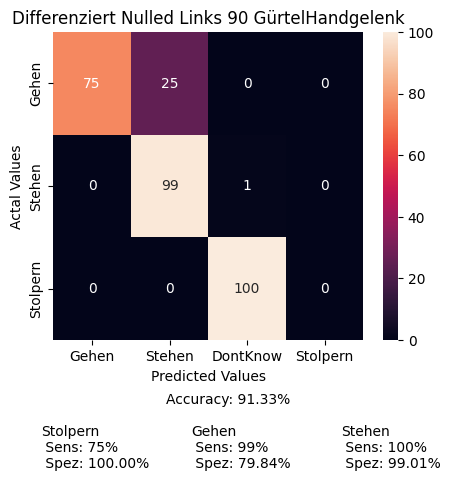 Differenziert Nulled Links 90 GürtelHandgelenk
Actal Values
Gehen
75 25 0 0
Stehen
0 99 1 0
Stolpern
0 0 100 0
Gehen Stehen DontKnow Stolpern
Predicted Values
100
80
60
40
20
0
Accuracy: 91.33%
Stolpern Gehen Stehen
Sens: 75% Sens: 99% Sens: 100%
Spez: 100.00% Spez: 79.84% Spez: 99.01%